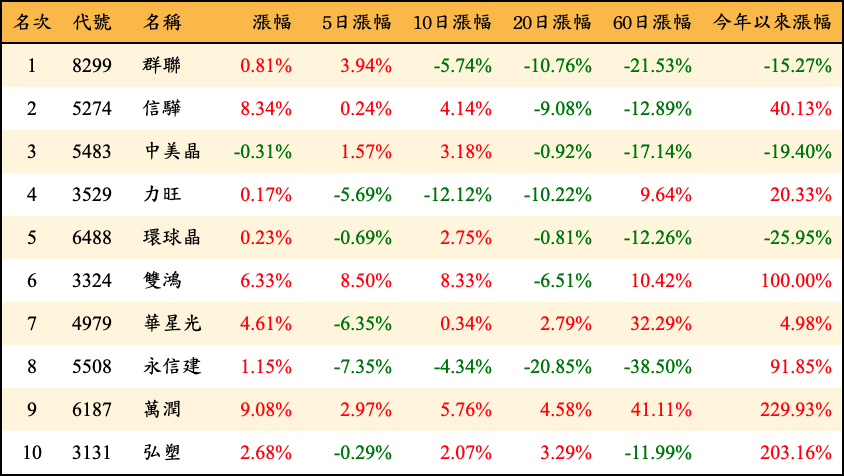 名次 代號 名稱 漲幅 5日漲幅 10日漲幅 20日漲幅 60日漲幅 今年以來漲幅
1 8299 群聯 0.81% 3.94% -5.74% -10.76% -21.53% -15.27%
2 5274 信驊 8.34% 0.24% 4.14% -9.08% -12.89% 40.13%
3 5483 中美晶 -0.31% 1.57% 3.18% -0.92% -17.14% -19.40%
4 3529 力旺 0.17% -5.69% -12.12% -10.22% 9.64% 20.33%
5 6488 環球晶 0.23% -0.69% 2.75% -0.81% -12.26% -25.95%
6 3324 雙鴻 6.33% 8.50% 8.33% -6.51% 10.42% 100.00%
7 4979 華星光 4.61% -6.35% 0.34% 2.79% 32.29% 4.98%
8 5508 永信建 1.15% -7.35% -4.34% -20.85% -38.50% 91.85%
9 6187 萬潤 9.08% 2.97% 5.76% 4.58% 41.11% 229.93%
10 3131 弘塑 2.68% -0.29% 2.07% 3.29% -11.99% 203.16%